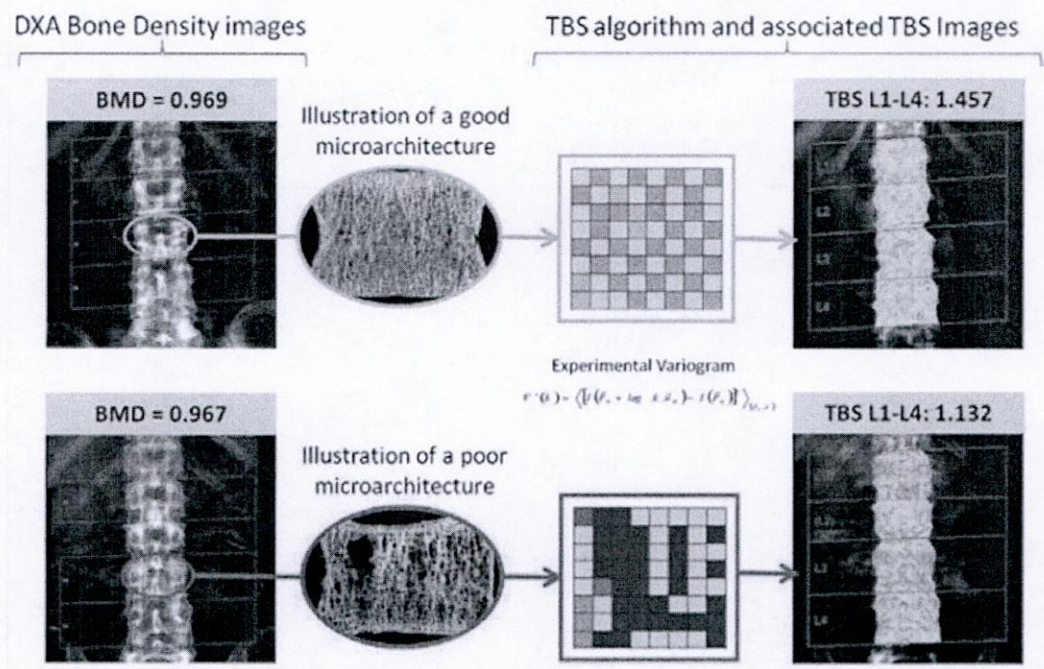 DXA Bone Density images
TBS algorithm and associated TBS Images
BMD = 0.969
Illustration of a good
microarchitecture
TBS L1-L4: 1.457
Experimental Variogram
BMD = 0.967
Illustration of a poor
microarchitecture
TBS L1-L4: 1.132